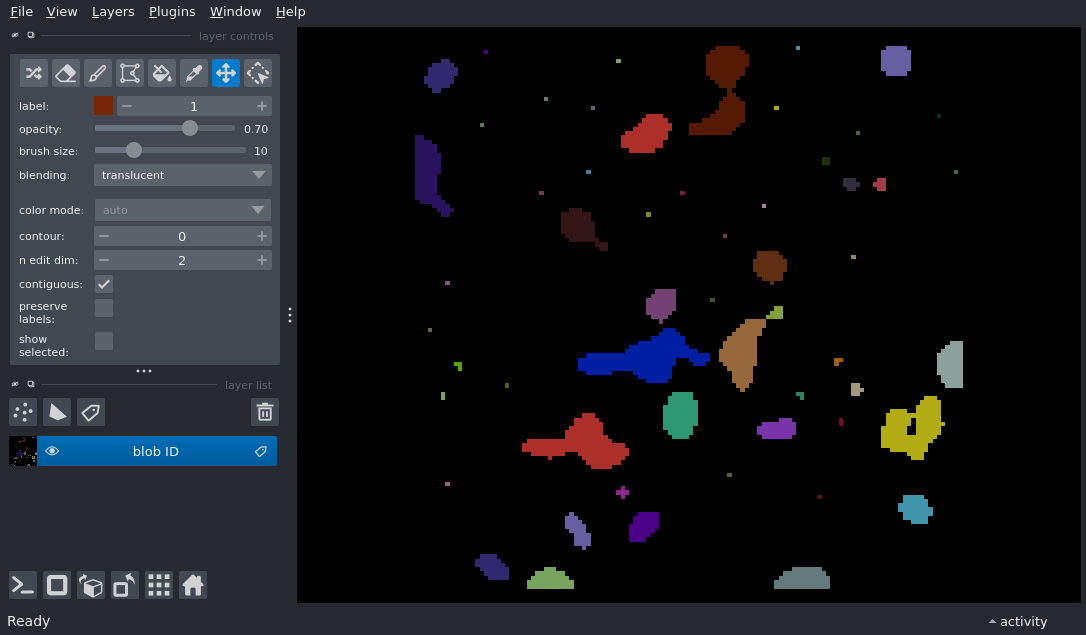 File View Layers Plugins Window Help
layer controls
label: 1
opacity: 0.70
brush size: 10
blending: translucent
color mode: auto
contour: 0
n edit dim: 2
contiguous:
preserve
labels:
show
selected:
layer list
blob ID
Ready
activity